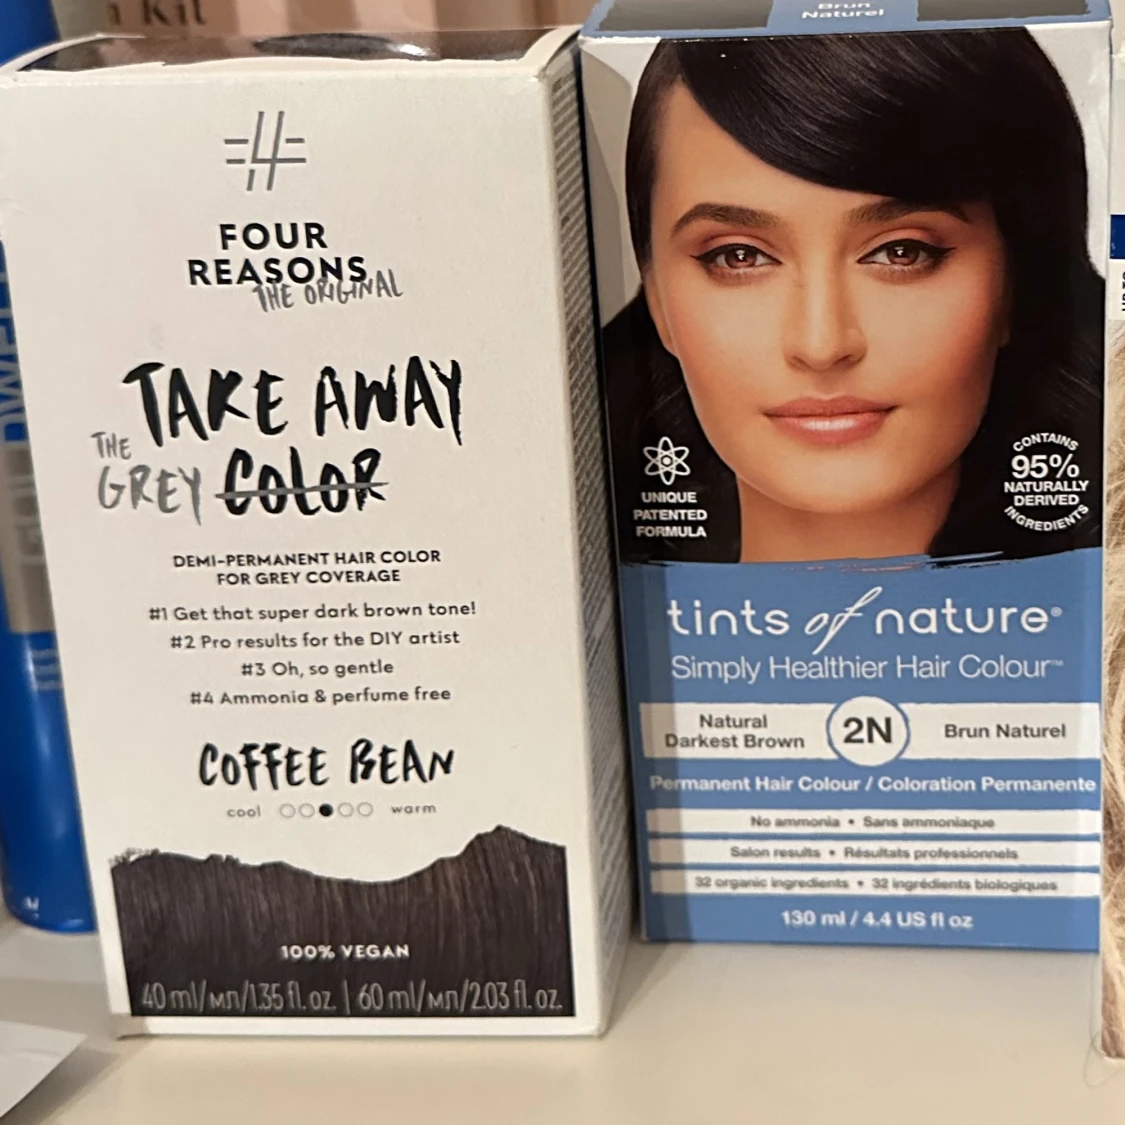 Kit
FOUR
REASONS
THE ORIGINAL
TAKE AWAY
THE
GREY COLOR
DEMI-PERMANENT HAIR COLOR
FOR GREY COVERAGE
#1 Get that super dark brown tone!
#2 Pro results for the DIY artist
#3 Oh, so gentle
#4 Ammonia & perfume free
COFFEE BEAN
cool warm
100% VEGAN
40 ml/мл/1.35 fl. oz. | 60 ml/мл/2.03 fl. oz.
Brun
Naturel
UNIQUE
PATENTED
FORMULA
CONTAINS
95%
NATURALLY
DERIVED
INGREDIENTS
tints of nature®
Simply Healthier Hair Colour™
Natural
Darkest Brown
2N
Brun Naturel
Permanent Hair Colour / Coloration Permanente
No ammonia • Sans ammoniaque
Salon results • Résultats professionnels
32 organic ingredients • 32 ingrédients biologiques
130 ml / 4.4 US fl oz